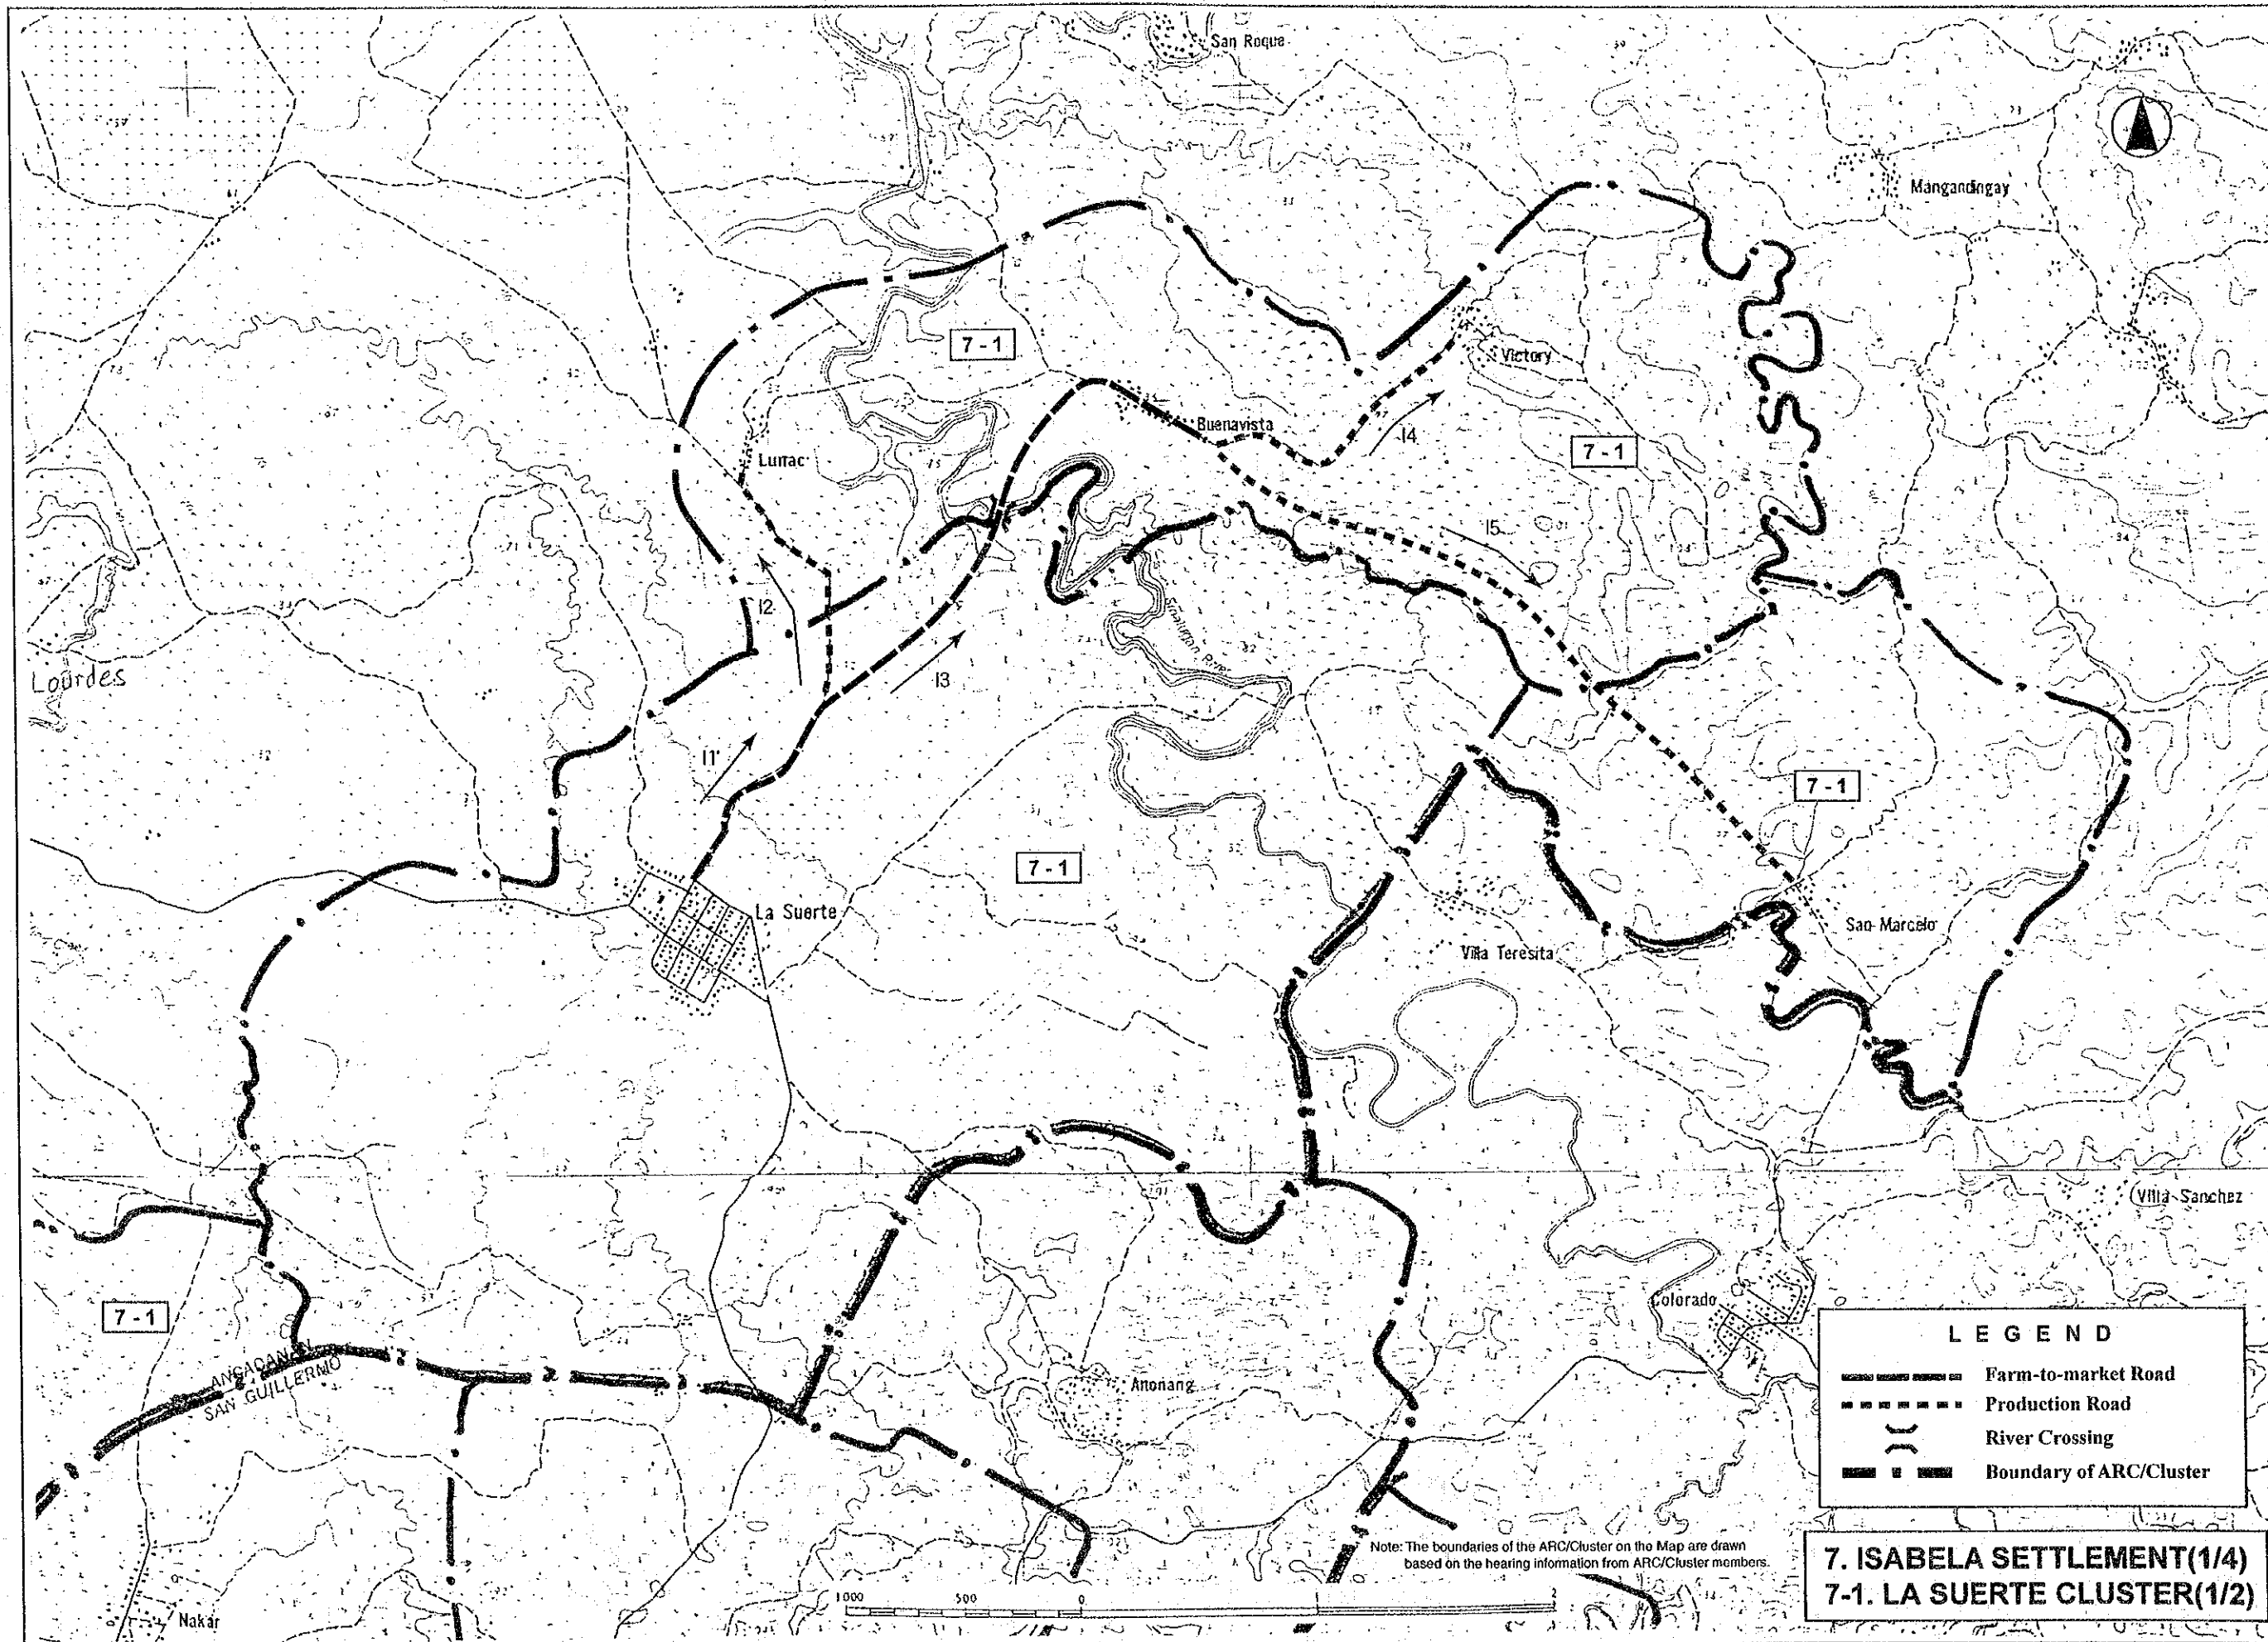 San Roque
Mangandingay
7 - 1
Victory
Buenavista
I4
7 - 1
Lunac
I5
I2
Lourdes
I3
I1'
7 - 1
7 - 1
La Suerte
San Marcelo
Villa Teresita
Villa Sanchez
Colorado
7 - 1
SAN GUILLERMO
Anonang
LEGEND
Farm-to-market Road
Production Road
River Crossing
Boundary of ARC/Cluster
Note: The boundaries of the ARC/Cluster on the Map are drawn
based on the hearing information from ARC/Cluster members.
7. ISABELA SETTLEMENT(1/4)
7-1. LA SUERTE CLUSTER(1/2)
1000 500 0
Nakar